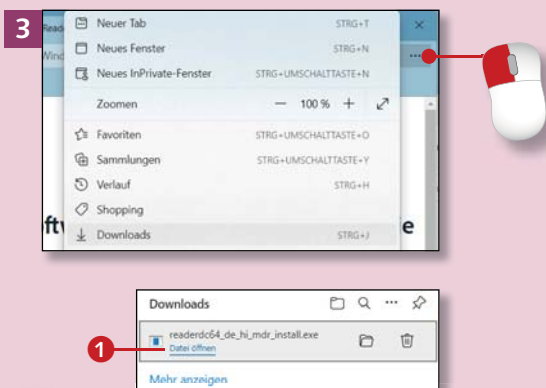 3
Neuer Tab STRG+T
Neues Fenster STRG+N
Neues InPrivate-Fenster STRG+UMSCHALTTASTE+N
Zoomen — 100 % +
Favoriten STRG+UMSCHALTTASTE+O
Sammlungen STRG+UMSCHALTTASTE+Y
Verlauf STRG+H
Shopping
Downloads STRG+J
Downloads
readerdc64_de_hi_mdr_install.exe
1 Datei öffnen
Mehr anzeigen